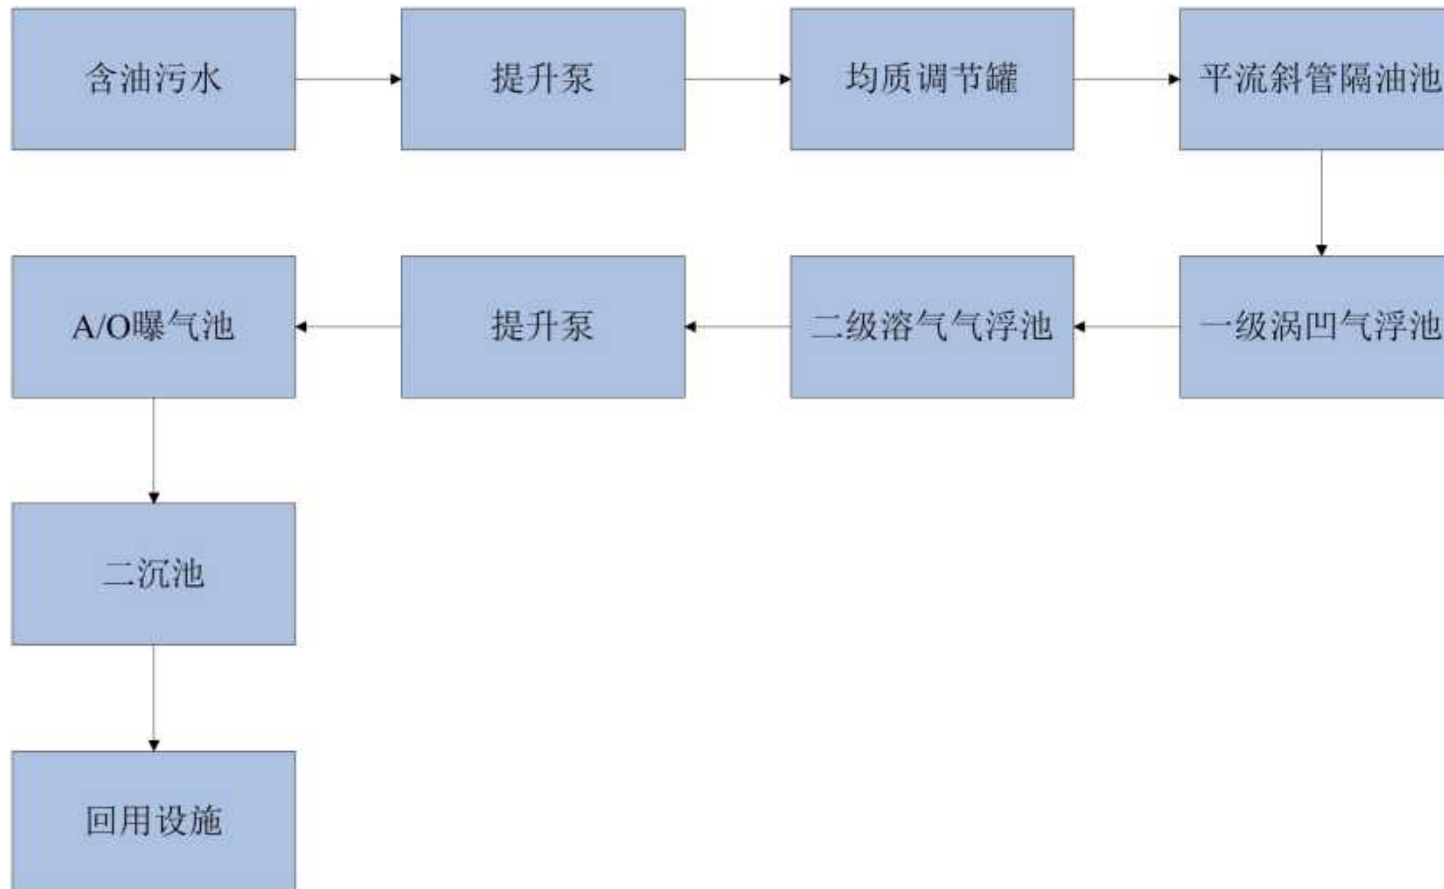 含油污水
提升泵
均质调节罐
平流斜管隔油池
A/O曝气池
提升泵
二级溶气气浮池
一级涡凹气浮池
二沉池
回用设施